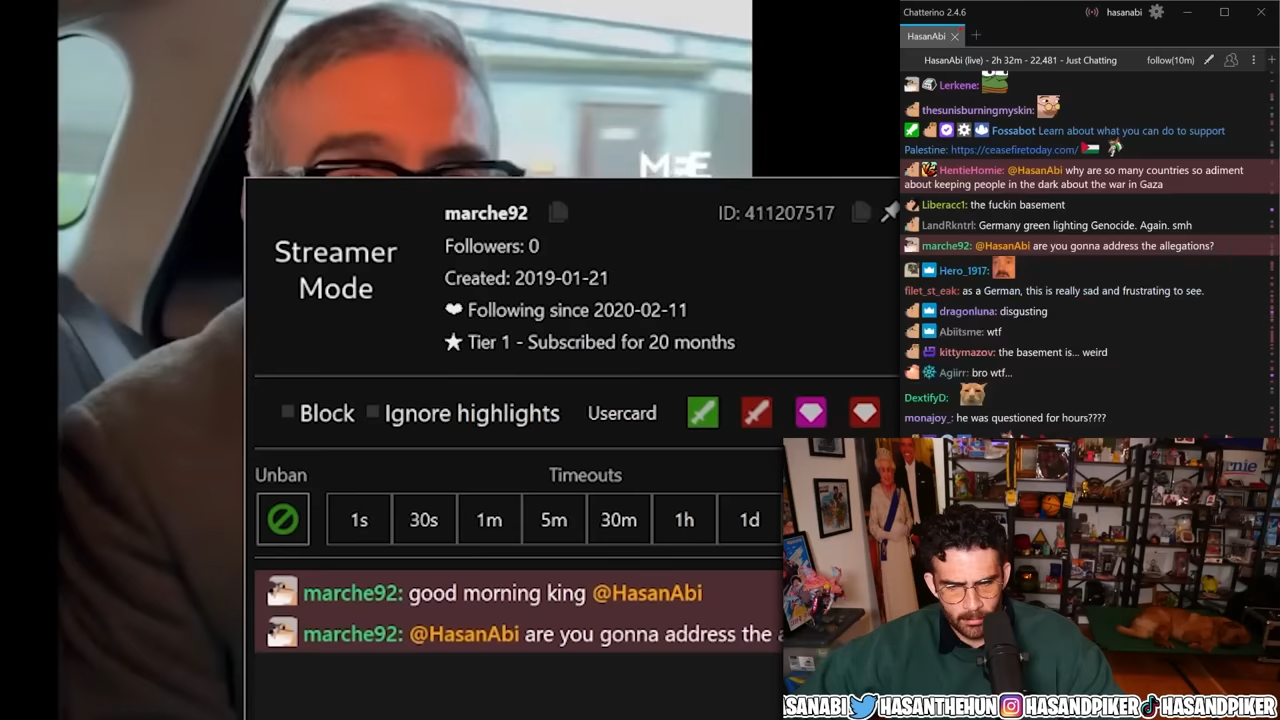 M E
marche92
ID: 411207517
Streamer
Mode
Followers: 0
Created: 2019-01-21
Following since 2020-02-11
Tier 1 - Subscribed for 20 months
Block
Ignore highlights
Usercard
Unban
Timeouts
1s
30s
1m
5m
30m
1h
1d
marche92: good morning king @HasanAbi
marche92: @HasanAbi are you gonna address the
Chatterino 2.4.6
hasanabi
HasanAbi
HasanAbi (live) - 2h 32m - 22,481 - Just Chatting
follow(10m)
Lerkene:
thesunisburningmyskin:
Fossabot Learn about what you can do to support
Palestine: https://ceasefiretoday.com/
HentieHomie: @HasanAbi why are so many countries so adiment
about keeping people in the dark about the war in Gaza
Liberacc1: the fuckin basement
LandRkntrl: Germany green lighting Genocide. Again. smh
marche92: @HasanAbi are you gonna address the allegations?
Hero_1917:
filet_st_eak: as a German, this is really sad and frustrating to see.
dragonluna: disgusting
Abiitsme: wtf
kittymazov: the basement is... weird
Agiirr: bro wtf...
DextifyD:
monajoy_: he was questioned for hours????
rnie
SANABI HASANTHEHUN HASANDPIKER HASANDPIKER